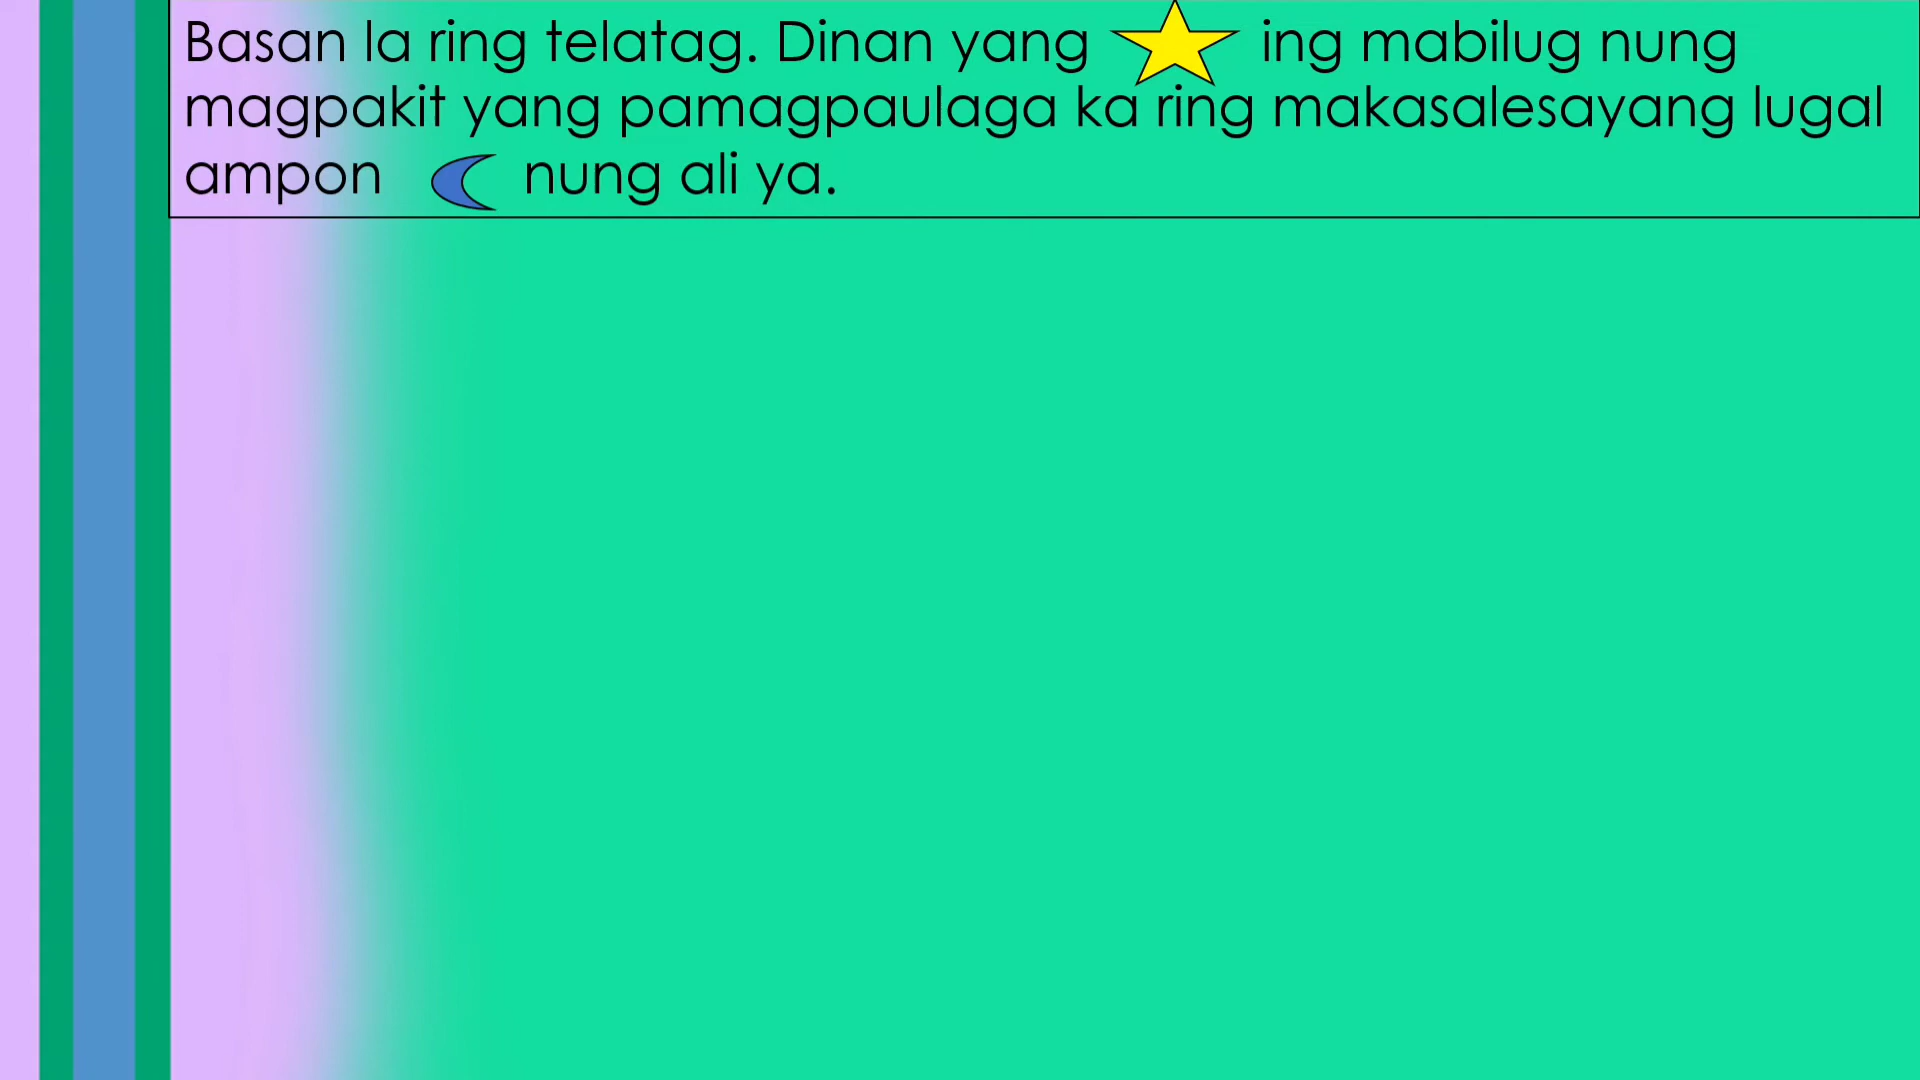 Basan la ring telatag. Dinan yang ing mabilug nung
magpakit yang pamagpaulaga ka ring makasalesayang lugal
ampon nung ali ya.